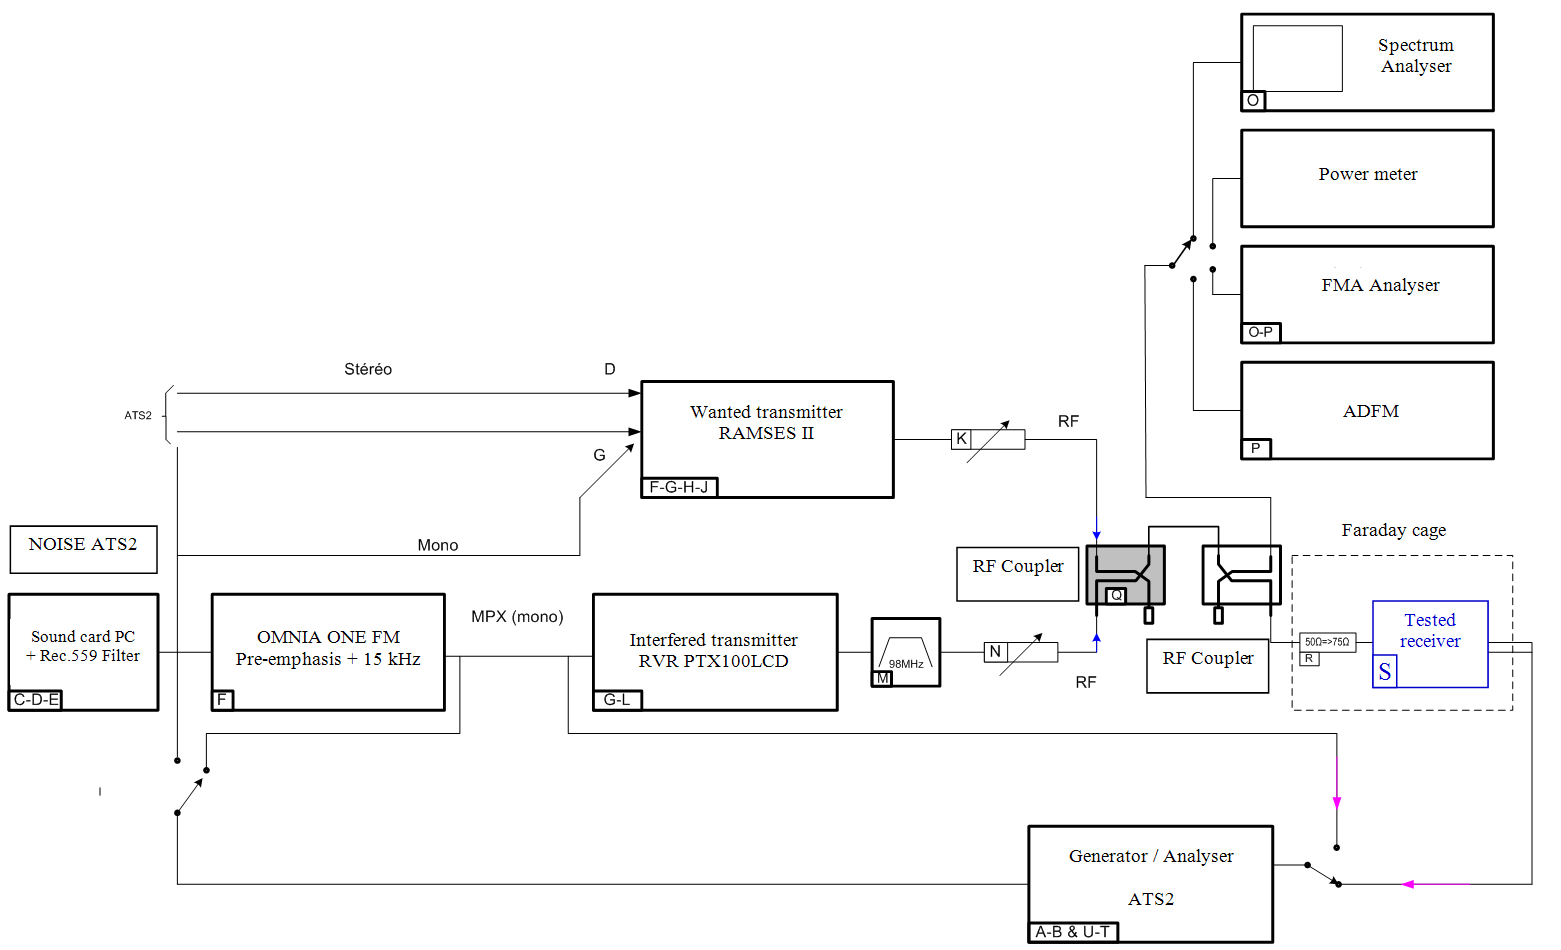 Spectrum
Analyser
O
Power meter
FMA Analyser
O-P
ADFM
P
Stéréo
D
ATS2
G
Wanted transmitter
RAMSES II
F-G-H-J
K
RF
Mono
NOISE ATS2
RF Coupler
Q
Faraday cage
Sound card PC
+ Rec.559 Filter
C-D-E
OMNIA ONE FM
Pre-emphasis + 15 kHz
F
MPX (mono)
Interfered transmitter
RVR PTX100LCD
G-L
98MHz
M
N
RF
RF Coupler
50Ω=>75Ω
R
Tested
receiver
S
I
Generator / Analyser
ATS2
A-B & U-T